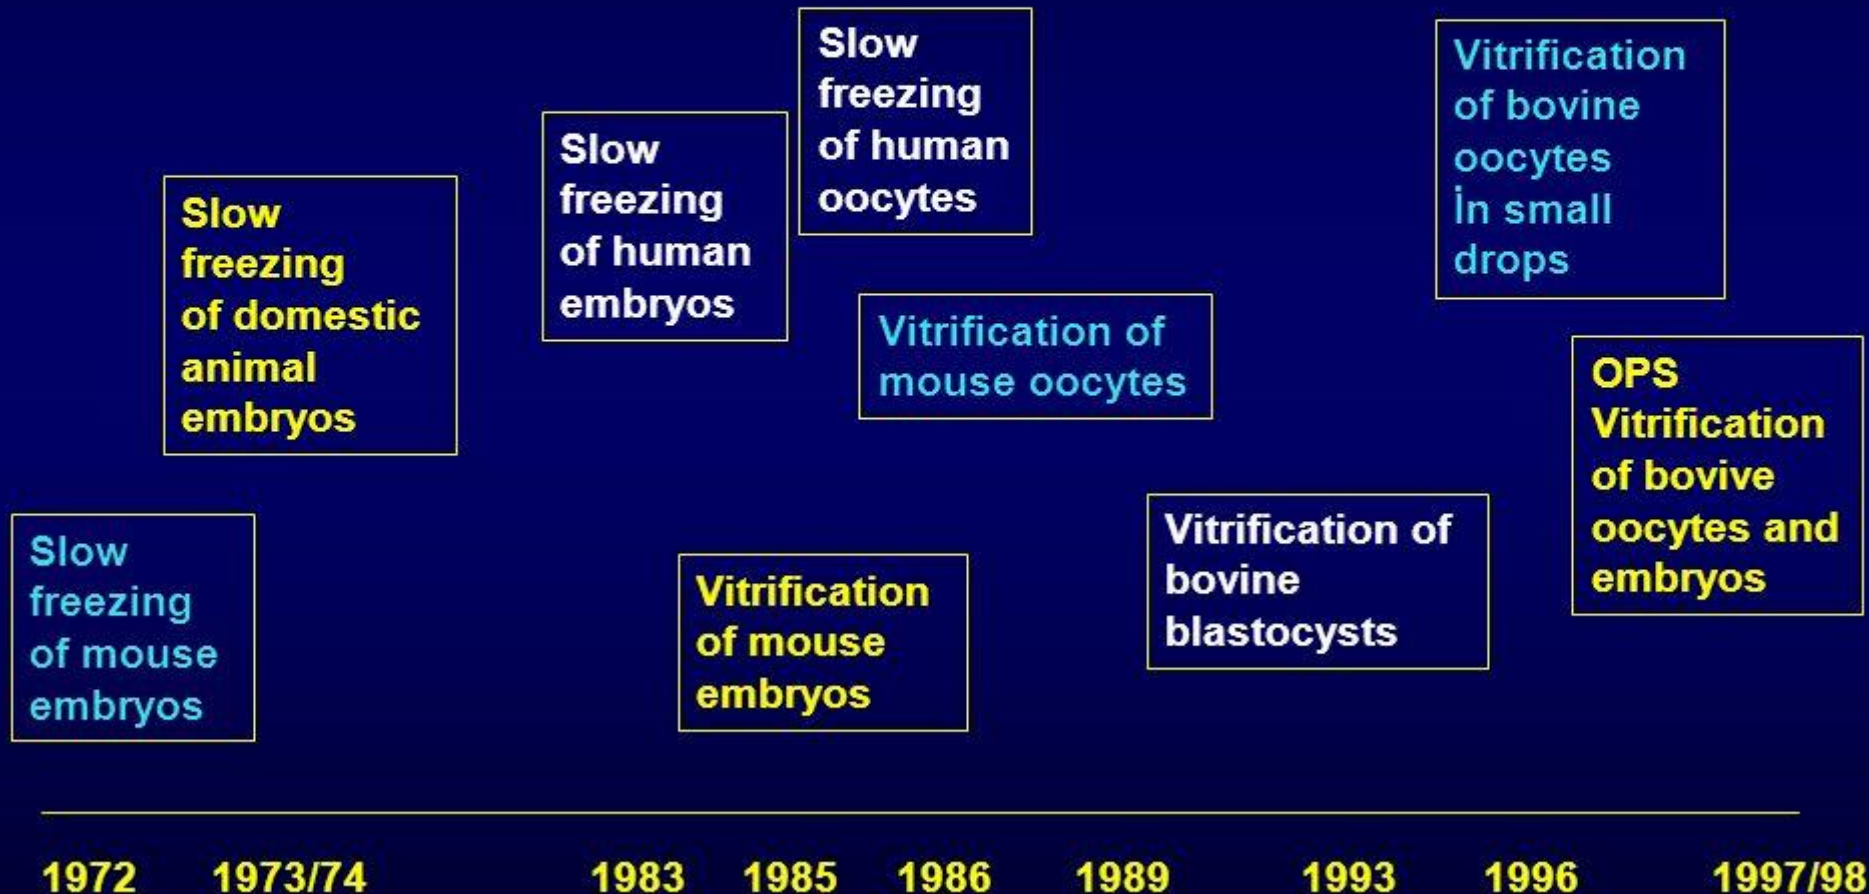 Slow
freezing
of mouse
embryos
Slow
freezing
of domestic
animal
embryos
Slow
freezing
of human
embryos
Slow
freezing
of human
oocytes
Vitrification
of mouse
embryos
Vitrification of
mouse oocytes
Vitrification of
bovine
blastocysts
Vitrification
of bovine
oocytes
İn small
drops
OPS
Vitrification
of bovive
oocytes and
embryos
1972 1973/74 1983 1985 1986 1989 1993 1996 1997/98